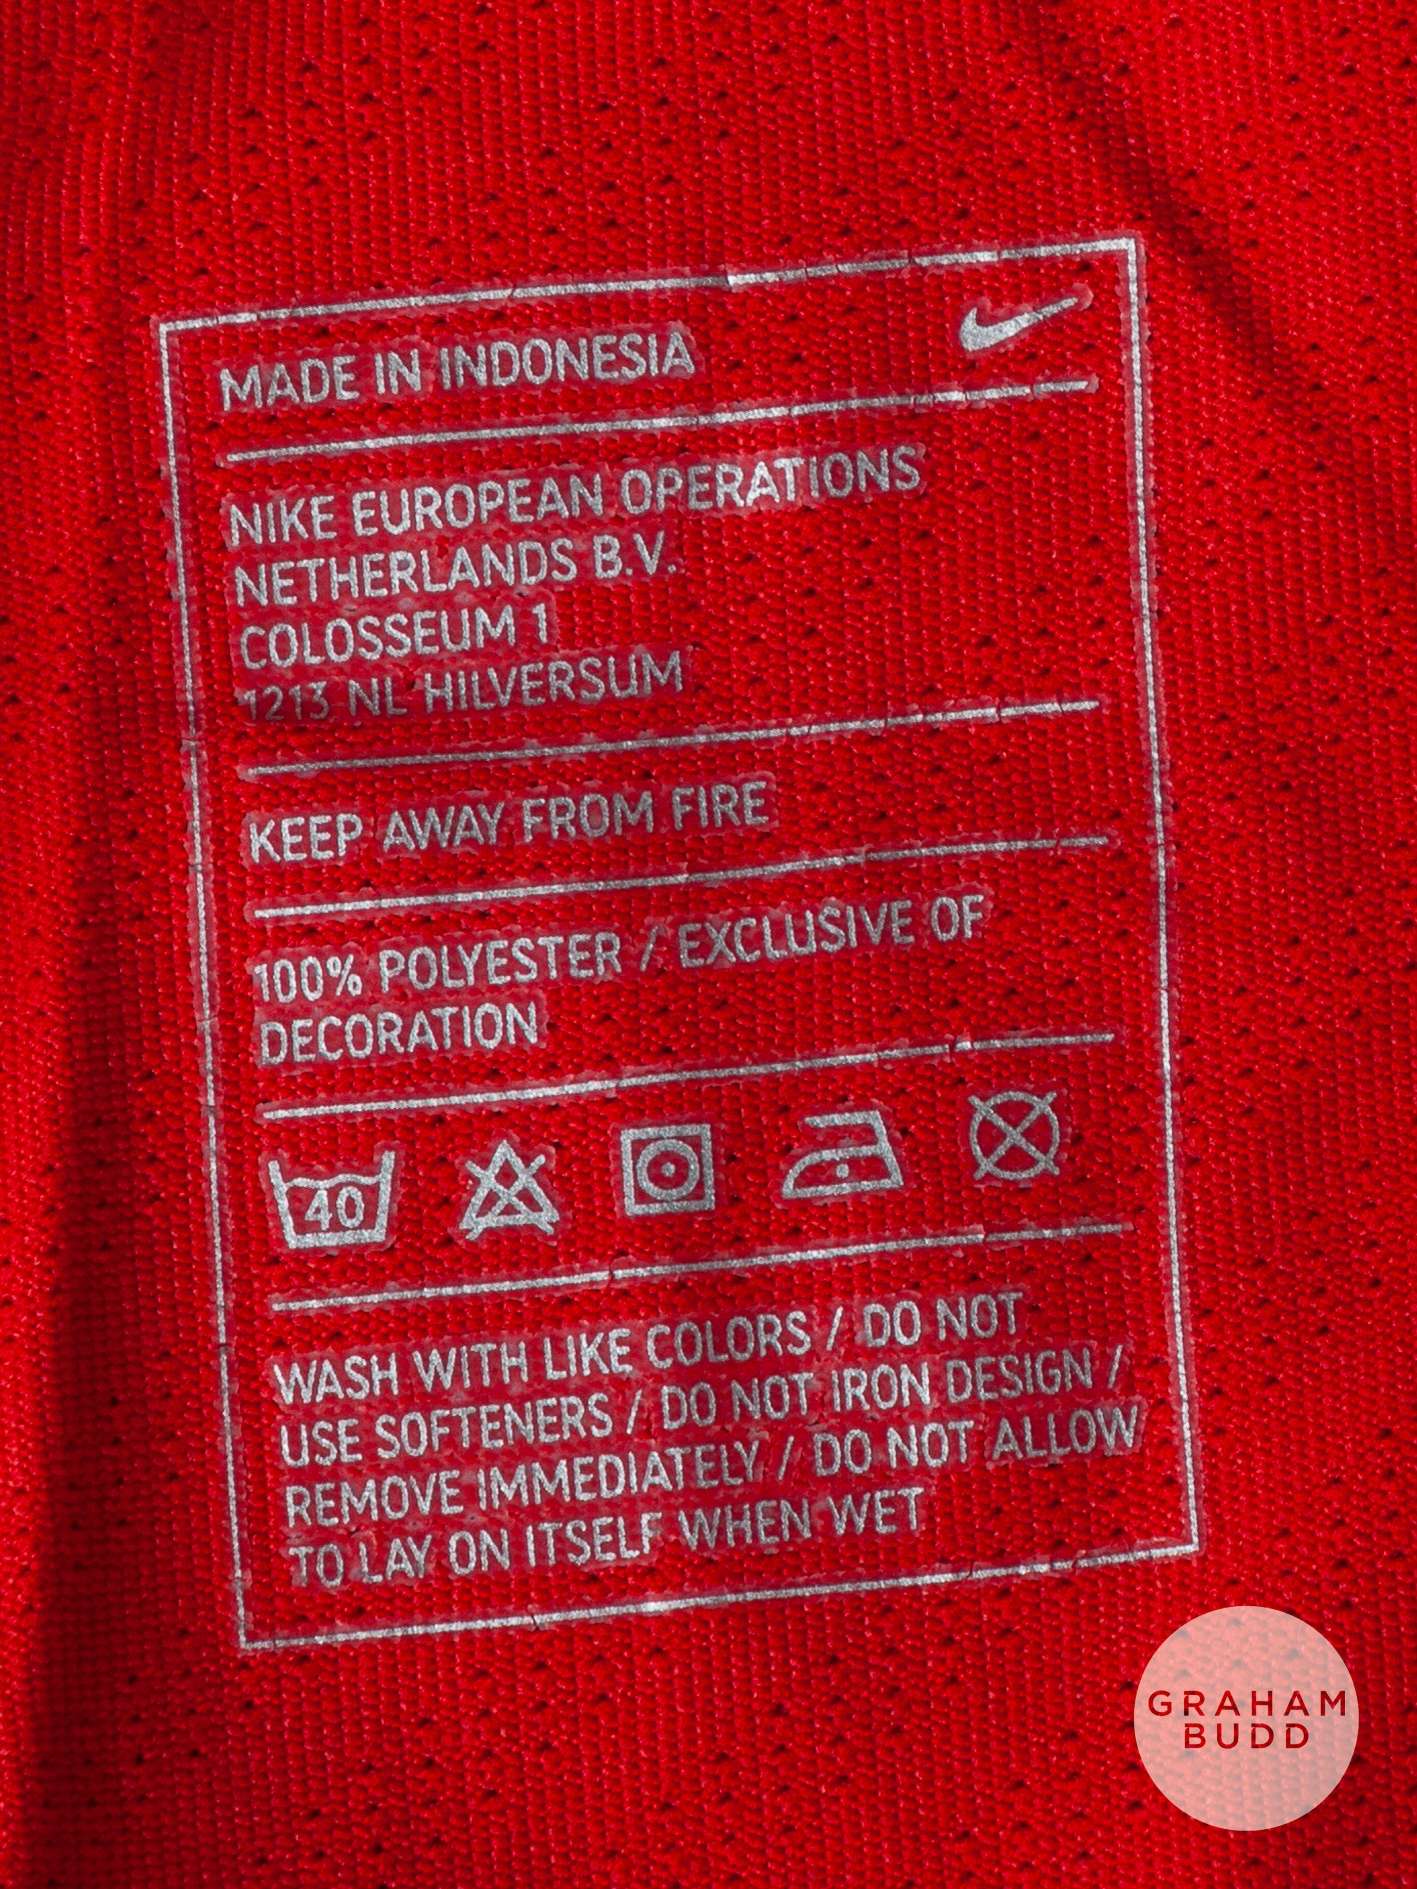 MADE IN INDONESIA
NIKE EUROPEAN OPERATIONS
NETHERLANDS B.V.
COLOSSEUM 1
1213 NL HILVERSUM
KEEP AWAY FROM FIRE
100% POLYESTER / EXCLUSIVE OF
DECORATION
40
WASH WITH LIKE COLORS / DO NOT
USE SOFTENERS / DO NOT IRON DESIGN /
REMOVE IMMEDIATELY / DO NOT ALLOW
TO LAY ON ITSELF WHEN WET
GRAHAM
BUDD